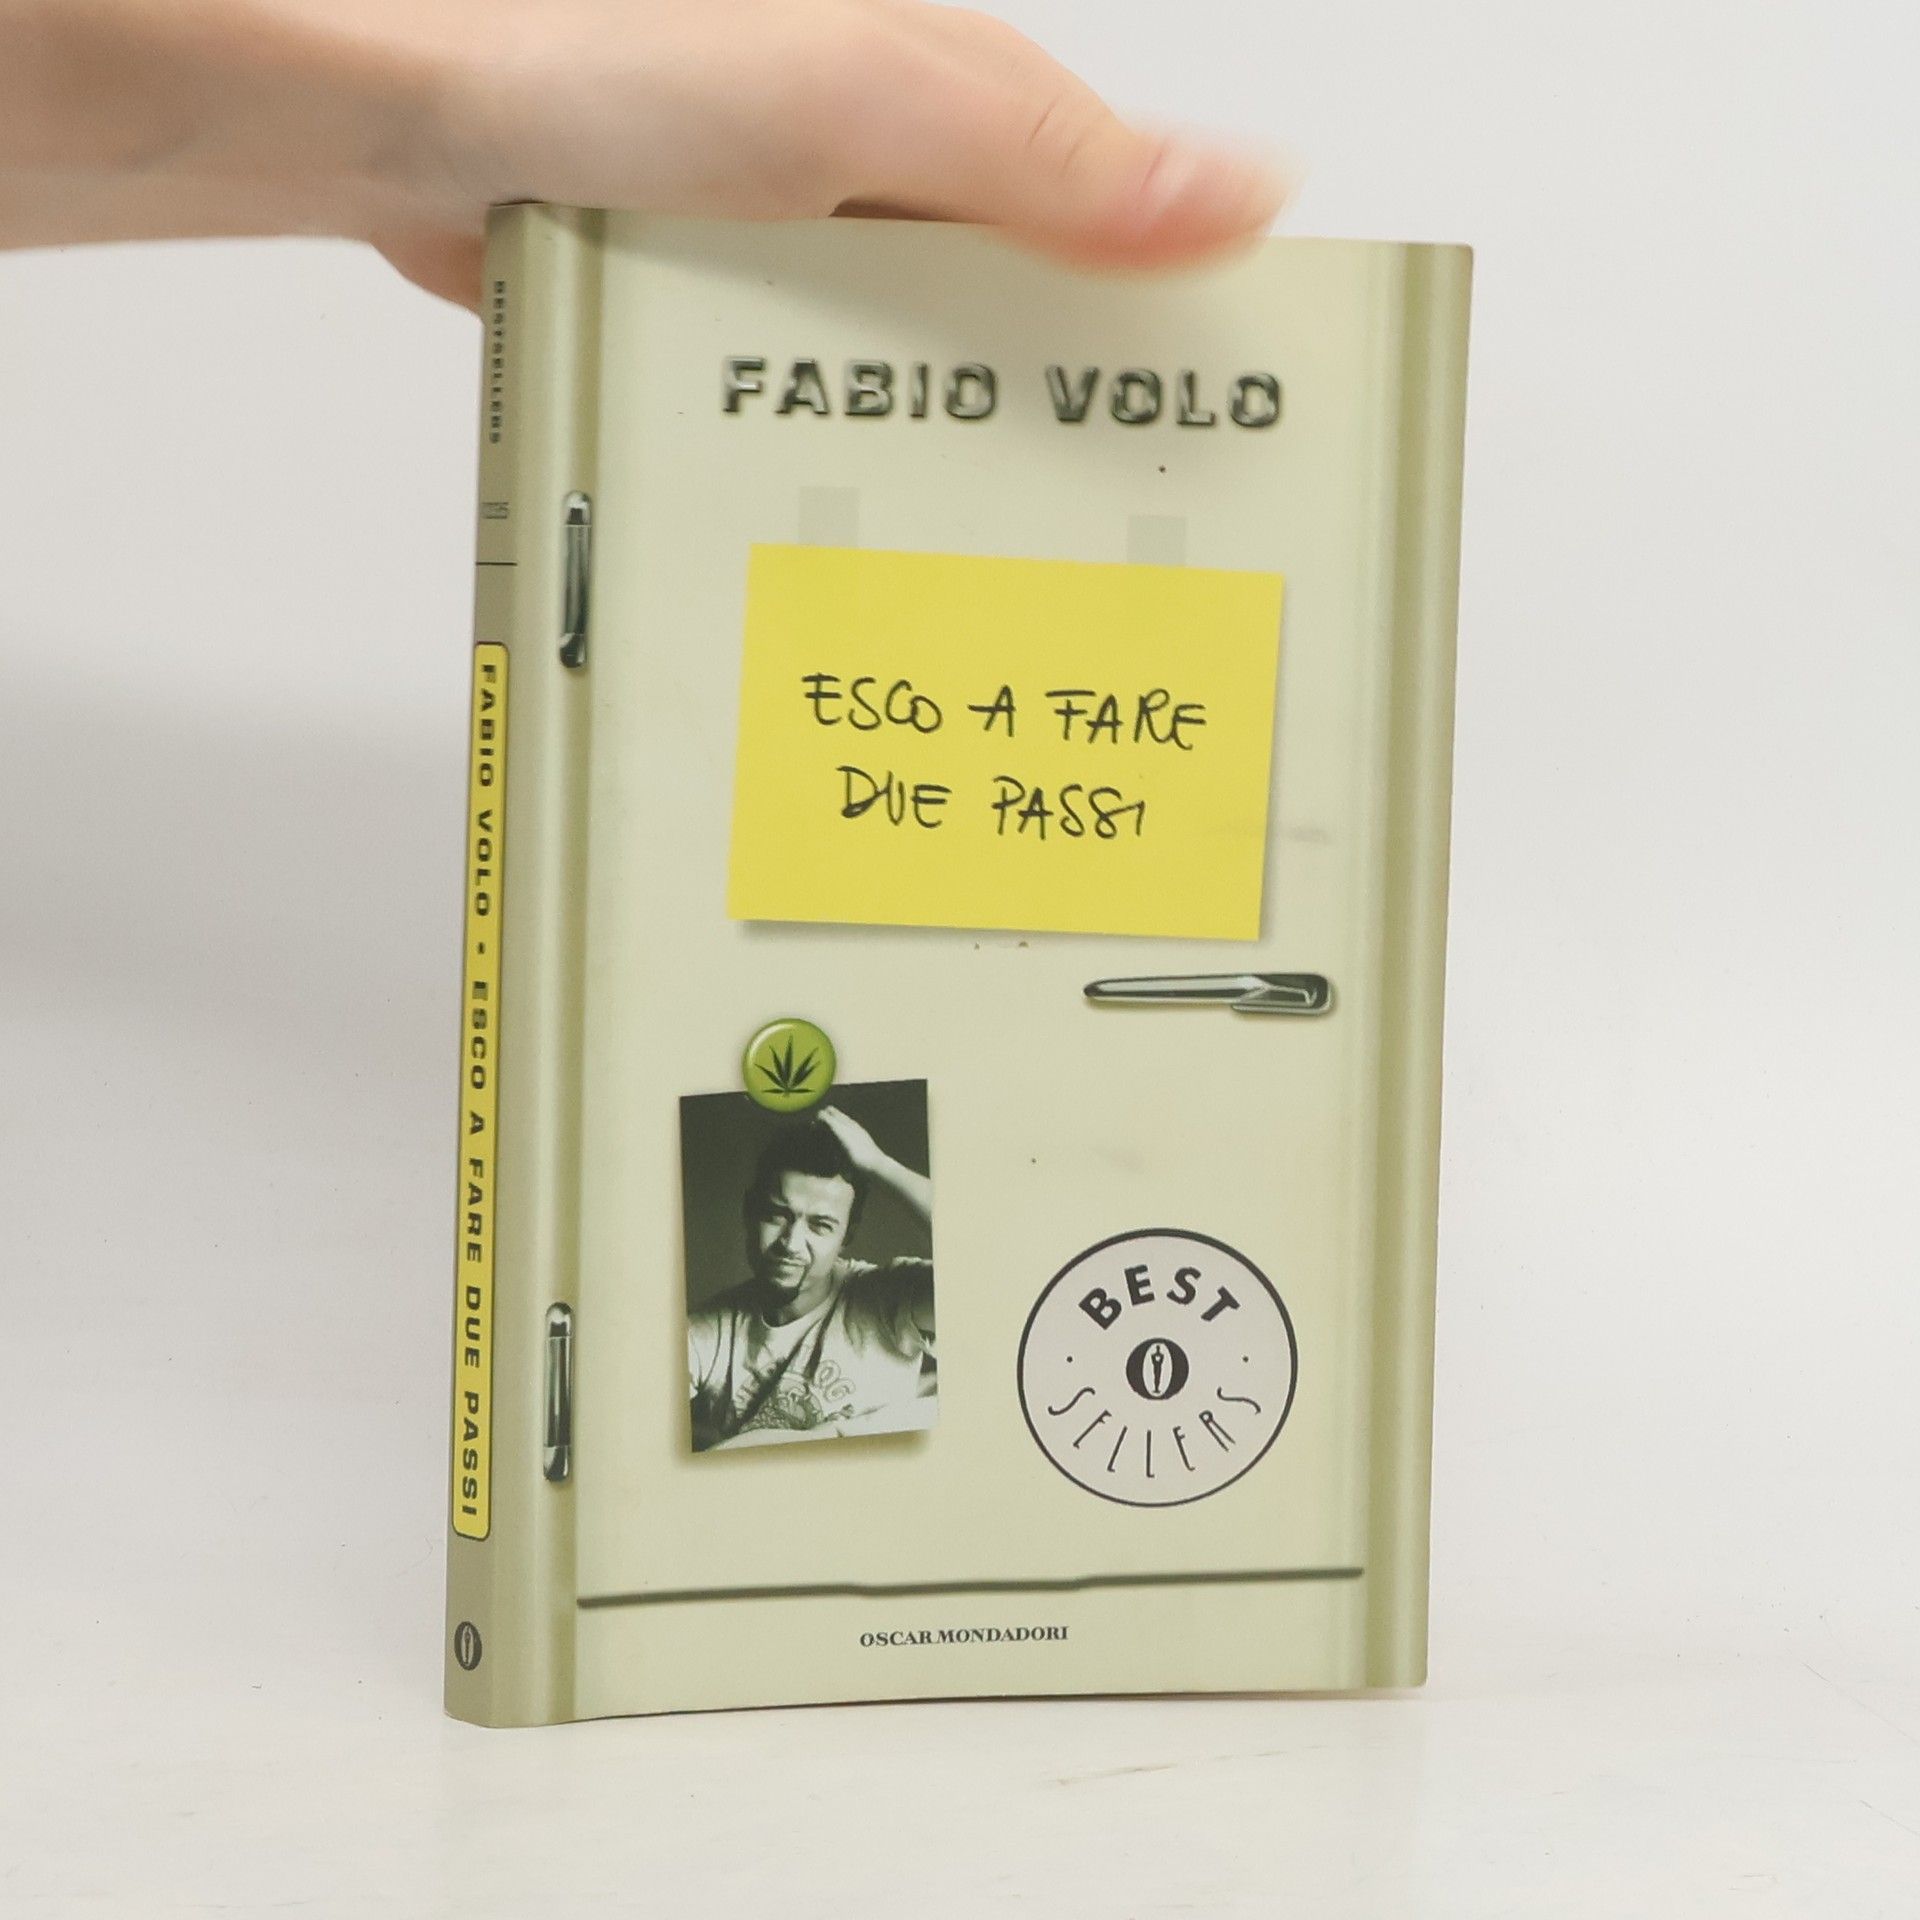 BESTSELLERS
FABIO VOLO • ESCO A FARE DUE PASSI
FABIO VOLO
ESCO A FARE
DUE PASSI
BEST
SELLERS
OSCAR MONDADORI